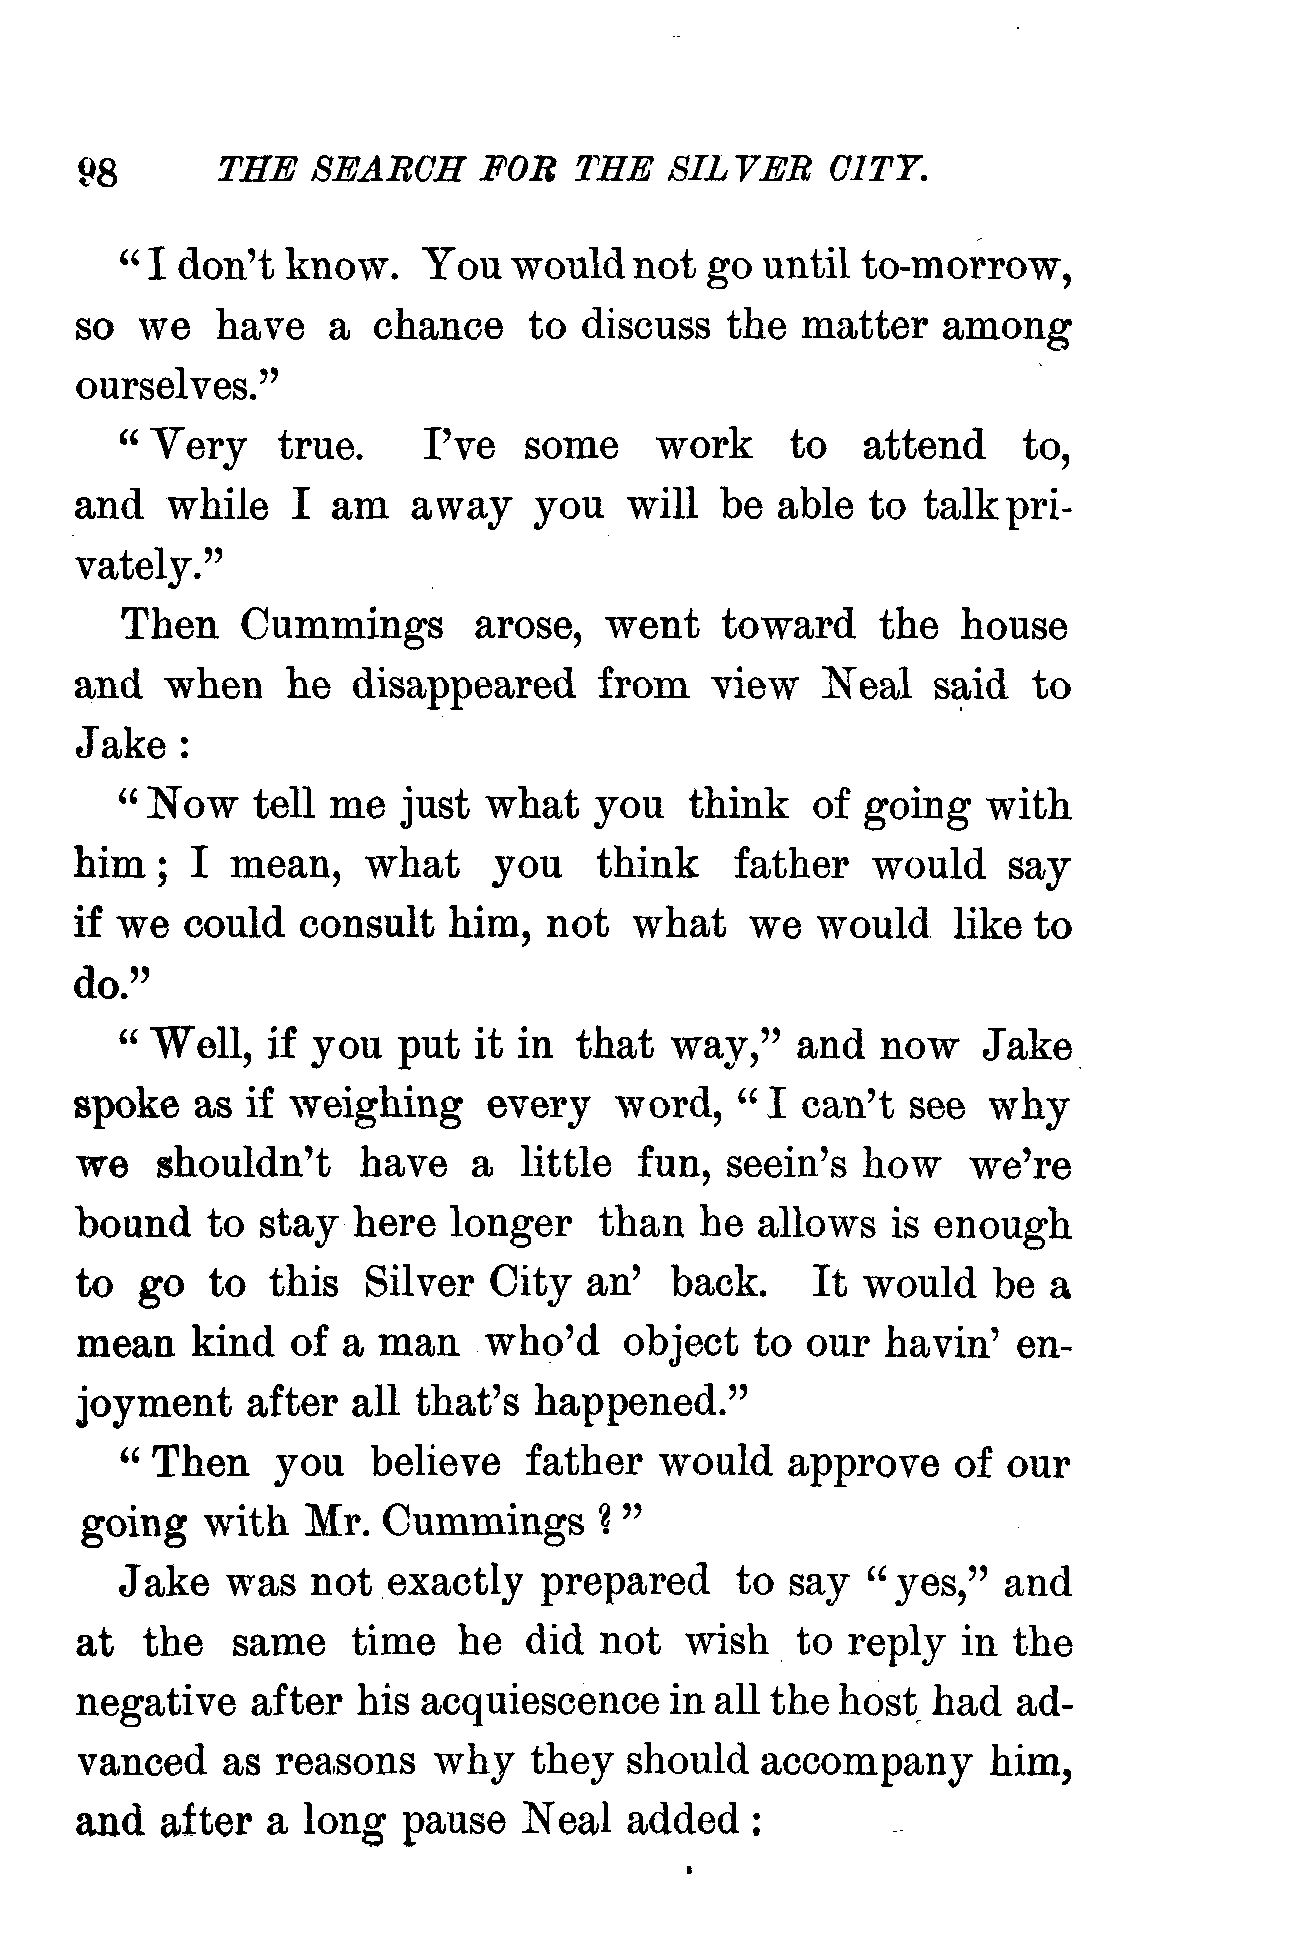 98 THE SEARCH FOR THE SILVER CITY.
“I don’t know. You would not go until to-morrow,
so we have a chance to discuss the matter among
ourselves.”
“Very true. I’ve some work to attend to,
and while I am away you will be able to talk pri-
vately.”
Then Cummings arose, went toward the house
and when he disappeared from view Neal said to
Jake :
“Now tell me just what you think of going with
him ; I mean, what you think father would say
if we could consult him, not what we would like to
do.”
“Well, if you put it in that way,” and now Jake
spoke as if weighing every word, “I can’t see why
we shouldn’t have a little fun, seein’s how we’re
bound to stay here longer than he allows is enough
to go to this Silver City an’ back. It would be a
mean kind of a man who’d object to our havin’ en-
joyment after all that’s happened.”
“Then you believe father would approve of our
going with Mr. Cummings ?”
Jake was not exactly prepared to say “yes,” and
at the same time he did not wish to reply in the
negative after his acquiescence in all the host had ad-
vanced as reasons why they should accompany him,
and after a long pause Neal added :